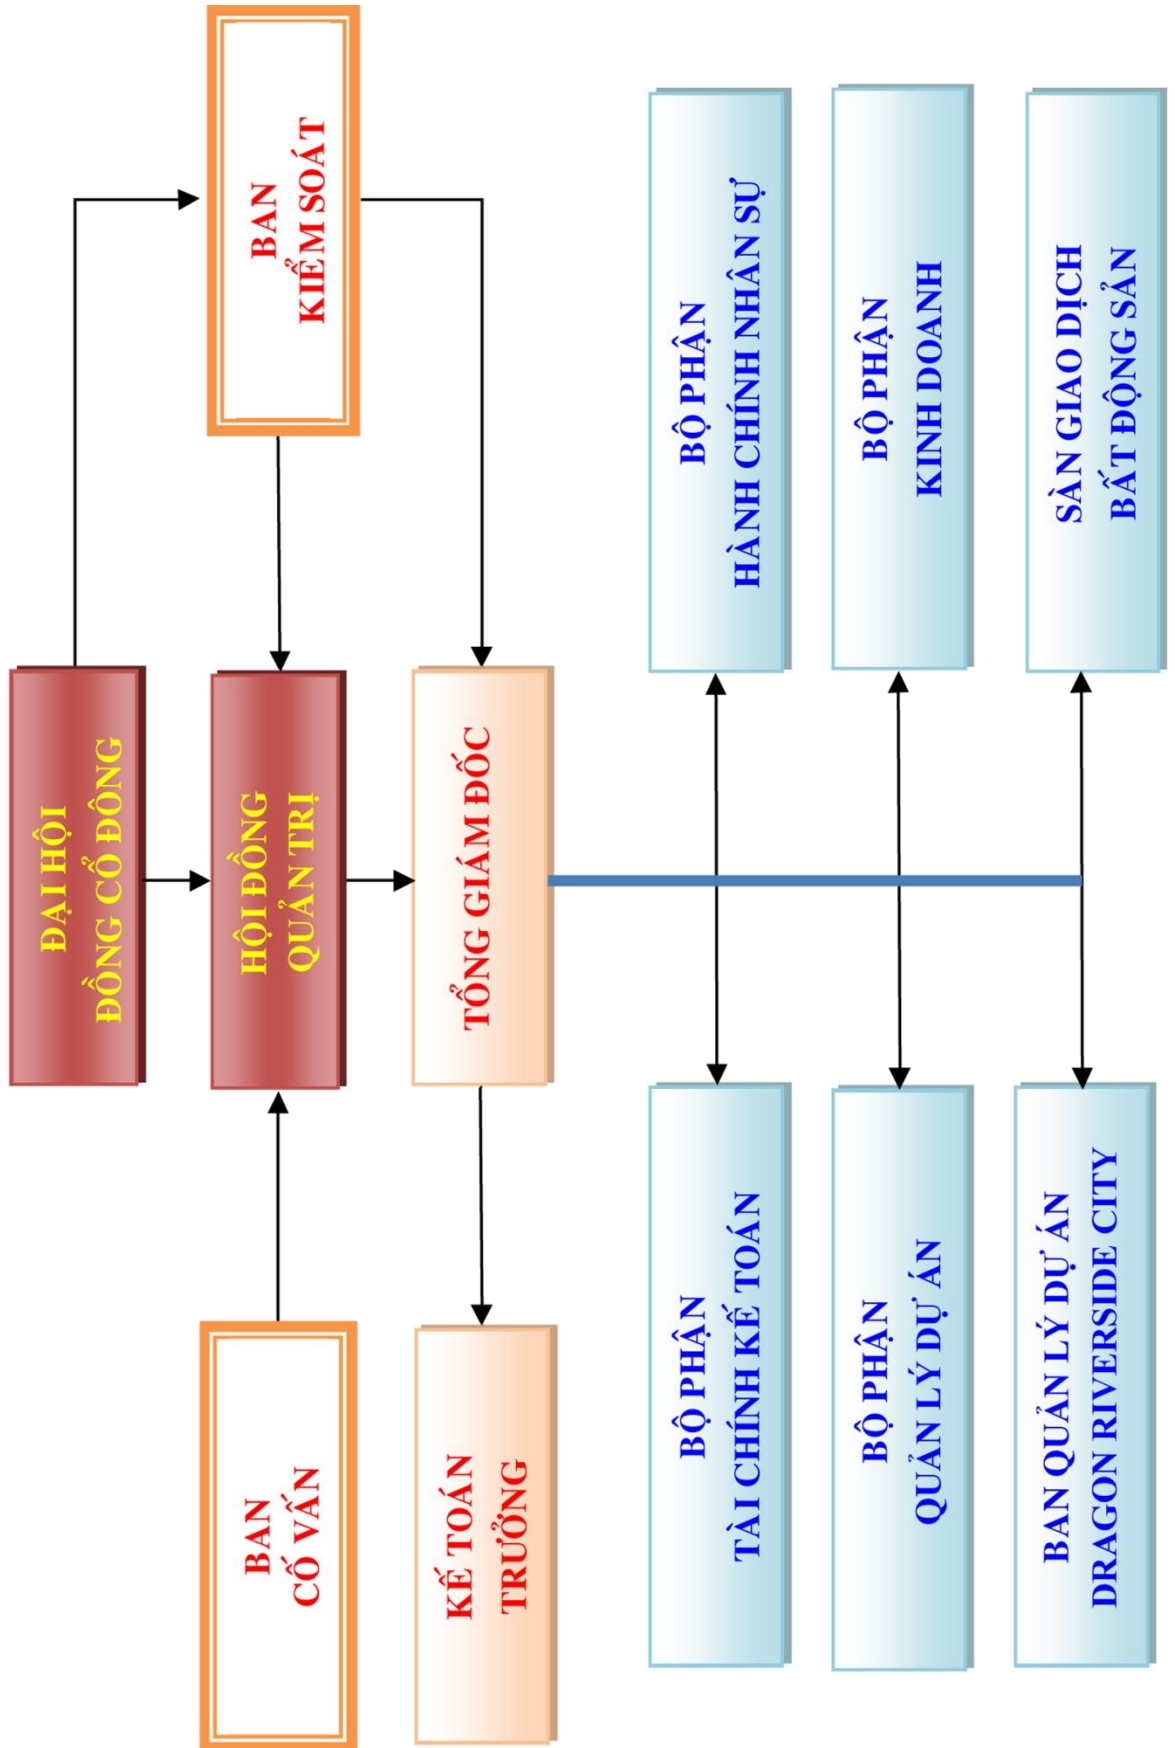 ĐẠI HỘI
ĐỒNG CỔ ĐÔNG
BAN
CỐ VẤN
HỘI ĐỒNG
QUẢN TRỊ
BAN
KIỂM SOÁT
KẾ TOÁN
TRƯỞNG
TỔNG GIÁM ĐỐC
BỘ PHẬN
TÀI CHÍNH KẾ TOÁN
BỘ PHẬN
HÀNH CHÍNH NHÂN SỰ
BỘ PHẬN
QUẢN LÝ DỰ ÁN
BỘ PHẬN
KINH DOANH
BAN QUẢN LÝ DỰ ÁN
DRAGON RIVERSIDE CITY
SÀN GIAO DỊCH
BẤT ĐỘNG SẢN